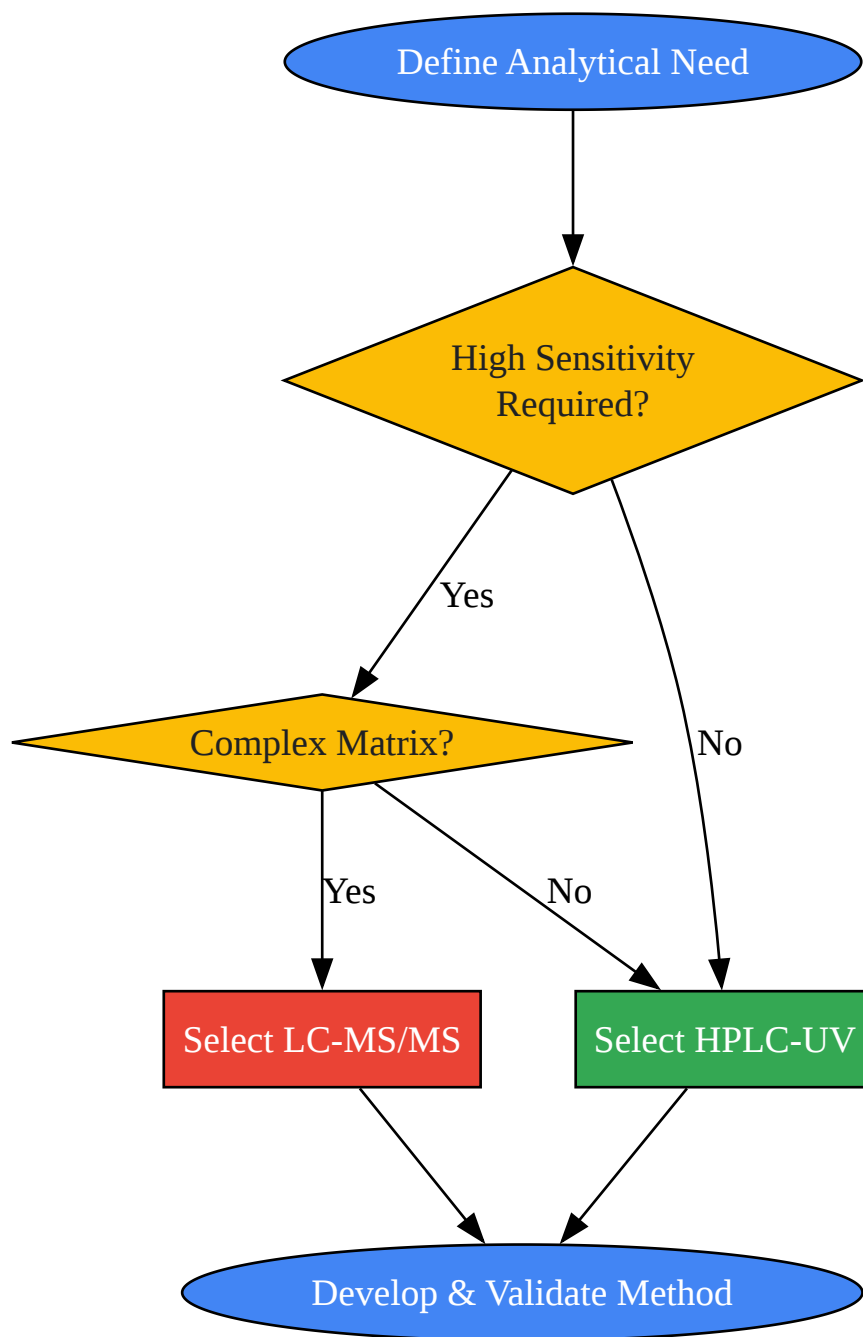 Define Analytical Need
High Sensitivity
Required?
Yes
No
Complex Matrix?
Yes
No
Select LC-MS/MS
Select HPLC-UV
Develop & Validate Method